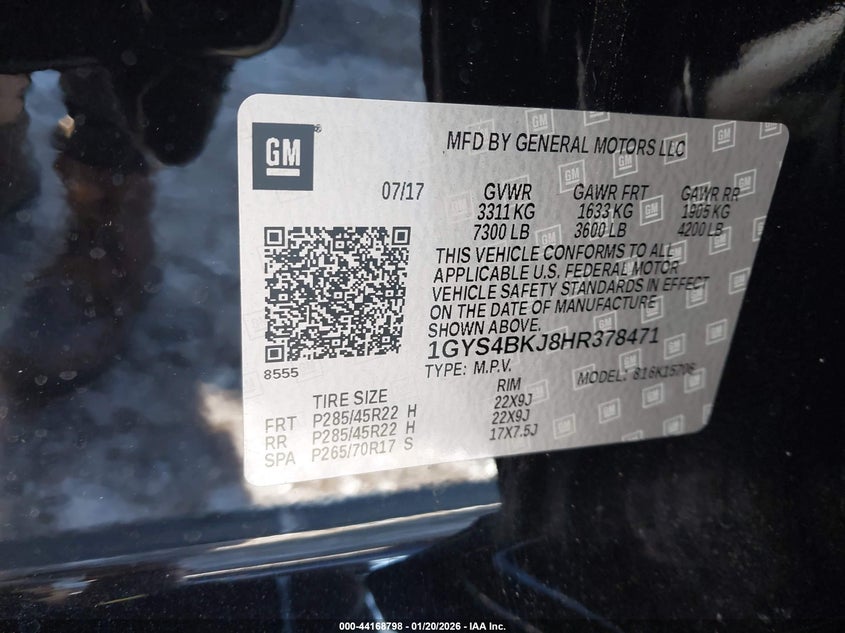 GM
MFD BY GENERAL MOTORS LLC
07/17
GVWR GAWR FRT GAWR RR
3311 KG 1633 KG 1905 KG
7300 LB 3600 LB 4200 LB
THIS VEHICLE CONFORMS TO ALL
APPLICABLE U.S. FEDERAL MOTOR
VEHICLE SAFETY STANDARDS IN EFFECT
ON THE DATE OF MANUFACTURE
SHOWN ABOVE.
1GYS4BKJ8HR378471
8555
TYPE: M.P.V. MODEL: 816K15706
TIRE SIZE RIM
FRT P285/45R22 H 22X9J
RR P285/45R22 H 22X9J
SPA P265/70R17 S 17X7.5J
000-44168798 - 01/20/2026 - IAA Inc.